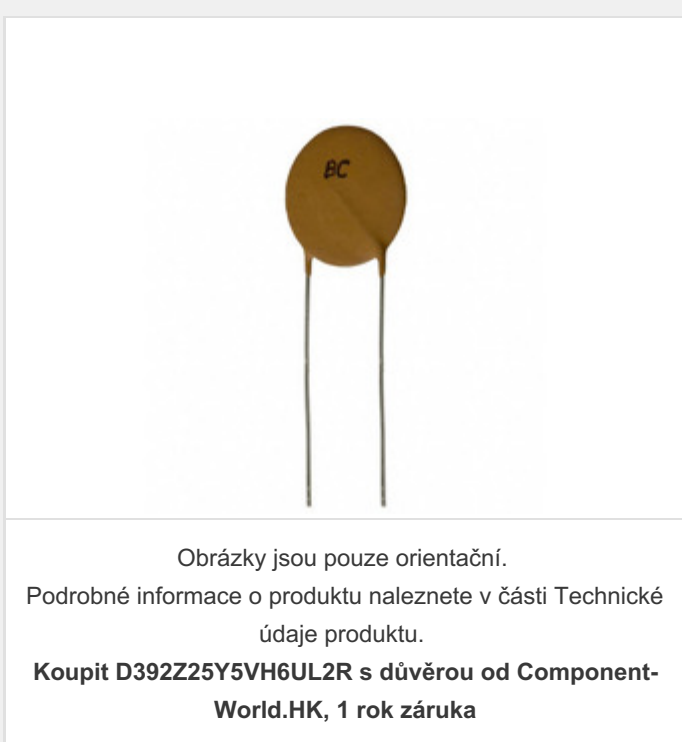 BC
Obrázky jsou pouze orientační.
Podrobné informace o produktu naleznete v části Technické
údaje produktu.
Koupit D392Z25Y5VH6UL2R s důvěrou od Component-
World.HK, 1 rok záruka